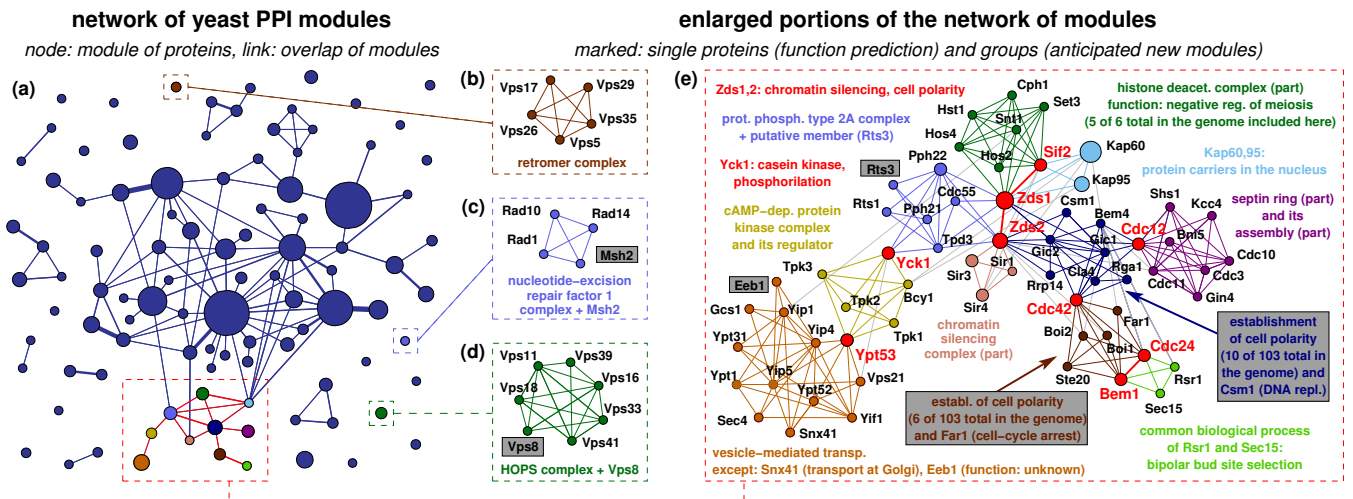 network of yeast PPI modules
node: module of proteins, link: overlap of modules
enlarged portions of the network of modules
marked: single proteins (function prediction) and groups (anticipated new modules)
(a)
(b)
Vps17
Vps29
Vps26
Vps35
Vps5
retromer complex
(c)
Rad10
Rad14
Rad1
Msh2
nucleotide−excision
repair factor 1
complex + Msh2
(d)
Vps11
Vps39
Vps18
Vps16
Vps33
Vps8
Vps41
HOPS complex + Vps8
(e)
Zds1,2: chromatin silencing, cell polarity
prot. phosph. type 2A complex
+ putative member (Rts3)
Yck1: casein kinase,
phosphorilation
cAMP−dep. protein
kinase complex
and its regulator
histone deacet. complex (part)
function: negative reg. of meiosis
(5 of 6 total in the genome included here)
Kap60,95:
protein carriers in the nucleus
septin ring (part)
and its
assembly (part)
Cph1
Hst1
Set3
Snt1
Hos4
Hos2
Sif2
Kap60
Kap95
Pph22
Rts3
Cdc55
Rts1
Pph21
Tpd3
Zds1
Zds2
Csm1
Bem4
Gic1
Gic2
Cla4
Rga1
Rrp14
Cdc12
Shs1
Kcc4
Bni5
Cdc10
Cdc3
Cdc11
Gin4
Sir1
Sir3
Sir4
chromatin
silencing
complex (part)
Yck1
Tpk3
Tpk2
Bcy1
Tpk1
Ypt53
Eeb1
Gcs1
Yip1
Ypt31
Yip4
Yip5
Ypt1
Ypt52
Vps21
Sec4
Yif1
Snx41
Cdc42
Far1
Boi2
Boi1
Cdc24
Ste20
Bem1
Rsr1
Sec15
establishment
of cell polarity
(10 of 103 total in
the genome) and
Csm1 (DNA repl.)
establ. of cell polarity
(6 of 103 total in the genome)
and Far1 (cell−cycle arrest)
common biological process
of Rsr1 and Sec15:
bipolar bud site selection
vesicle−mediated transp.
except: Snx41 (transport at Golgi), Eeb1 (function: unknown)